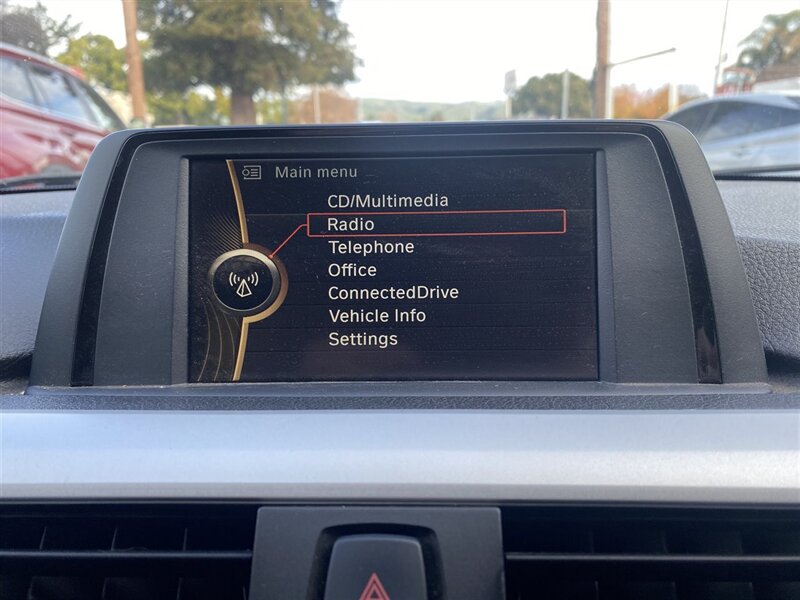 Main menu
CD/Multimedia
Radio
Telephone
Office
ConnectedDrive
Vehicle Info
Settings